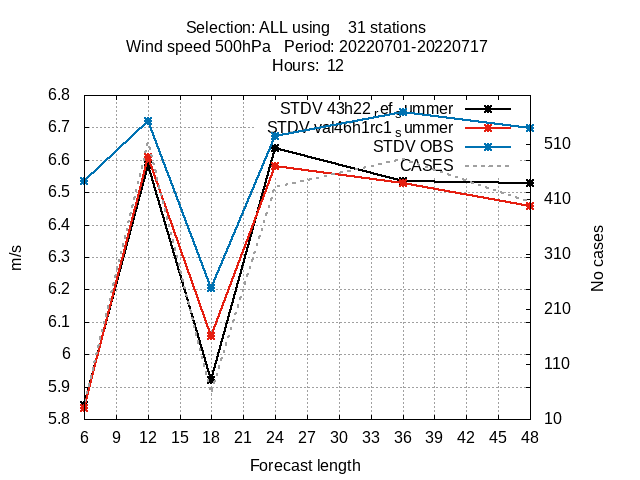 Selection: ALL using    31 stations
Wind speed 500hPa   Period: 20220701-20220717
Hours:  12
STDV 43h22_ref_summer
STDV val46h1rc1_summer
STDV OBS
CASES
6.8
6.7
6.6
6.5
6.4
6.3
6.2
6.1
6
5.9
5.8
m/s
510
410
310
210
110
10
No cases
6 9 12 15 18 21 24 27 30 33 36 39 42 45 48
Forecast length